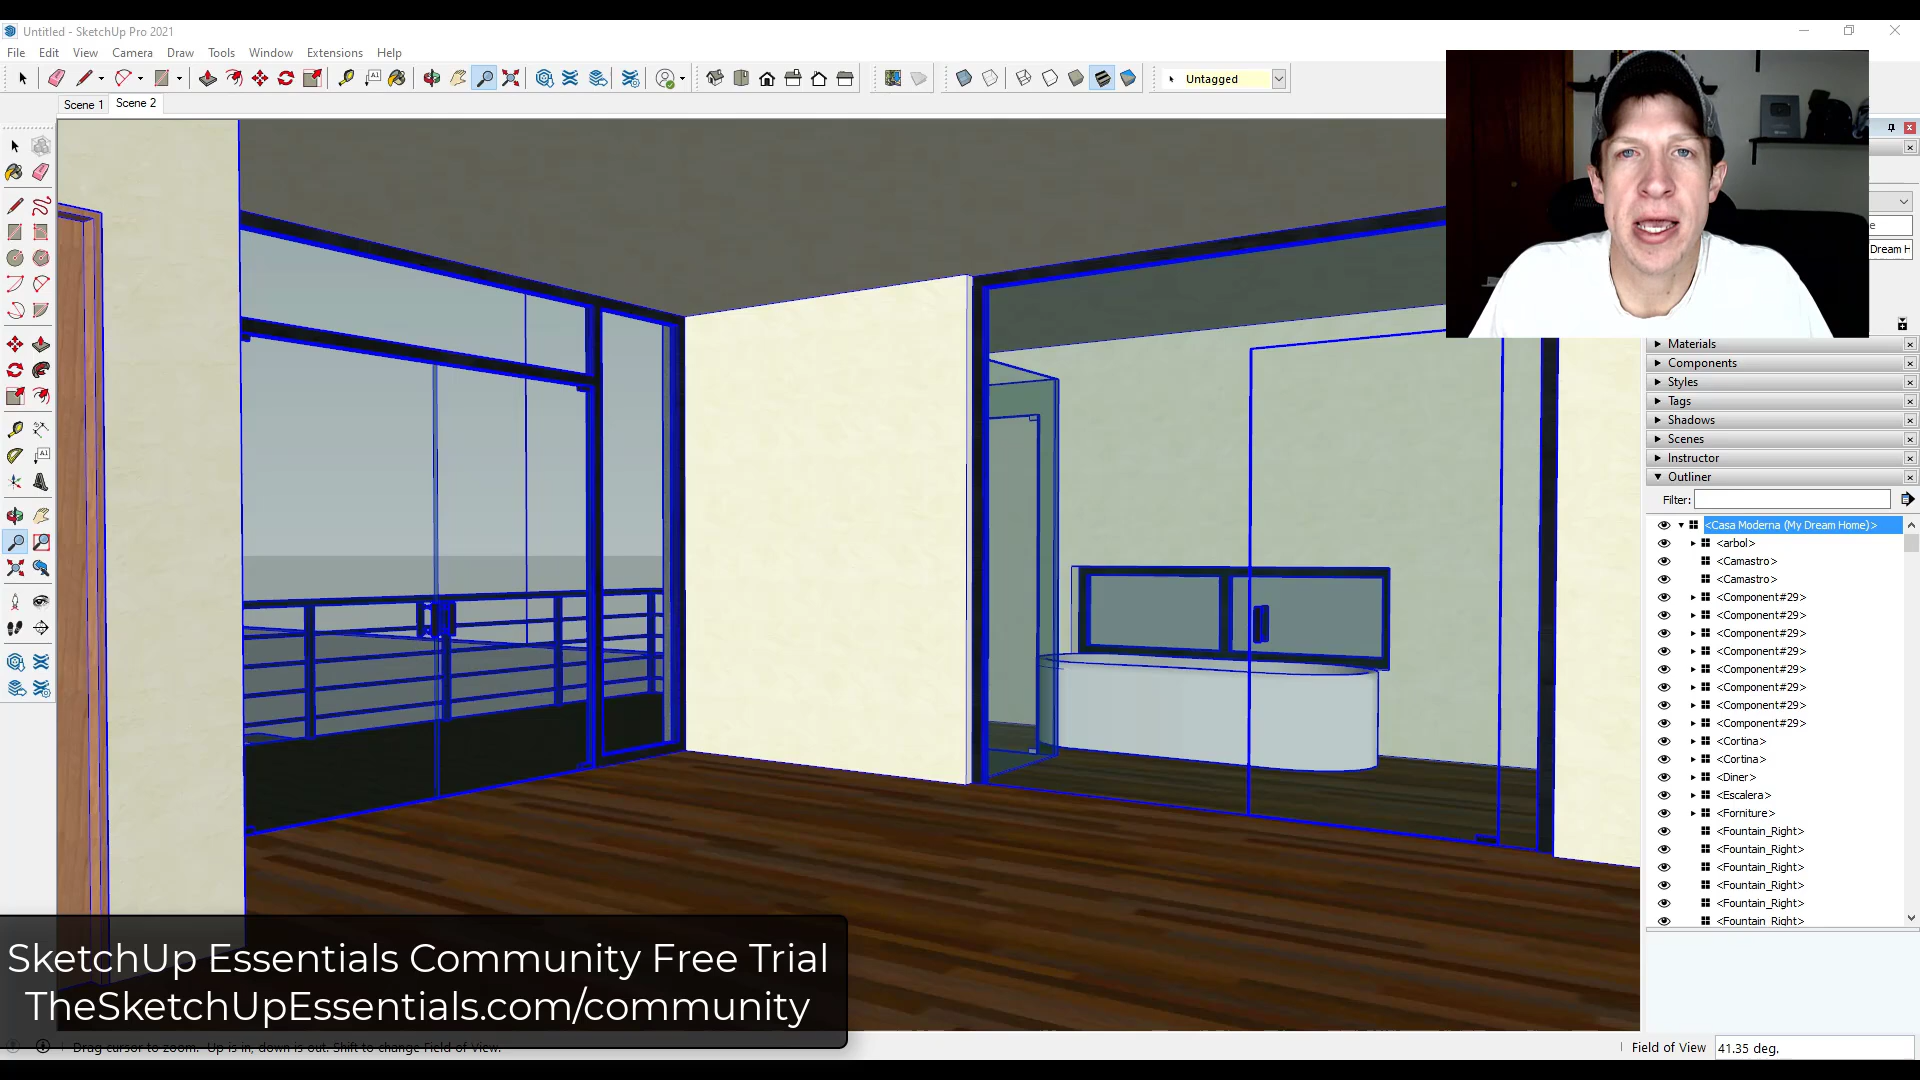 Untitled - SketchUp Pro 2021
File Edit View Camera Draw Tools Window Extensions Help
Untagged
Scene 1 Scene 2
e
Dream H
Materials
Components
Styles
Tags
Shadows
Scenes
Instructor
Outliner
Filter:
<Casa Moderna (My Dream Home)>
<arbol>
<Camastro>
<Camastro>
<Component#29>
<Component#29>
<Component#29>
<Component#29>
<Component#29>
<Component#29>
<Component#29>
<Component#29>
<Cortina>
<Cortina>
<Diner>
<Escalera>
<Forniture>
<Fountain_Right>
<Fountain_Right>
<Fountain_Right>
<Fountain_Right>
<Fountain_Right>
<Fountain_Right>
SketchUp Essentials Community Free Trial
TheSketchUpEssentials.com/community
Drag cursor to zoom. Up is in, down is out. Shift to change Field of View.
Field of View 41.35 deg.